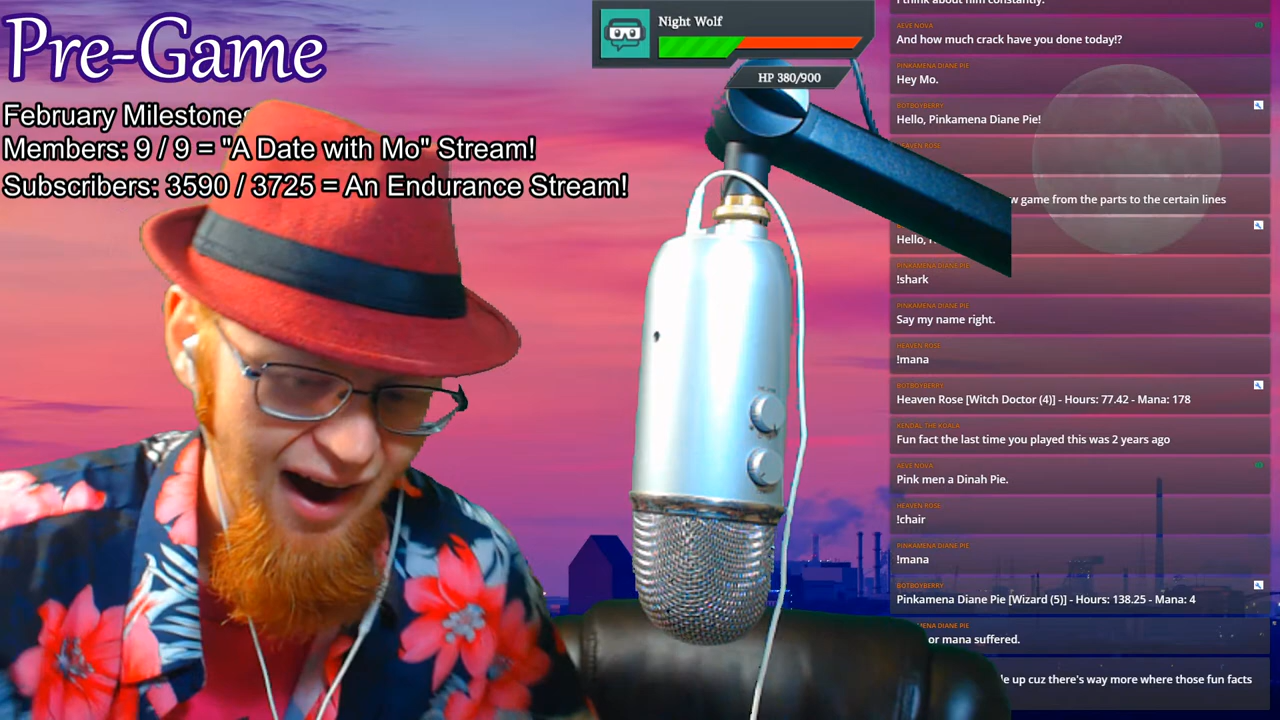 Pre-Game
February Milestones
Members: 9 / 9 = "A Date with Mo" Stream!
Subscribers: 3590 / 3725 = An Endurance Stream!
Night Wolf
HP 380/900
I think about him constantly.
AEVE NOVA
And how much crack have you done today!?
PINKAMENA DIANE PIE
Hey Mo.
BOTBOYBERRY
Hello, Pinkamena Diane Pie!
HEAVEN ROSE
game from the parts to the certain lines
Hello,
PINKAMENA DIANE PIE
!shark
PINKAMENA DIANE PIE
Say my name right.
HEAVEN ROSE
!mana
BOTBOYBERRY
Heaven Rose [Witch Doctor (4)] - Hours: 77.42 - Mana: 178
KENDAL THE KOALA
Fun fact the last time you played this was 2 years ago
AEVE NOVA
Pink men a Dinah Pie.
HEAVEN ROSE
!chair
PINKAMENA DIANE PIE
!mana
BOTBOYBERRY
Pinkamena Diane Pie [Wizard (5)] - Hours: 138.25 - Mana: 4
DIANE PIE
or mana suffered.
up cuz there's way more where those fun facts